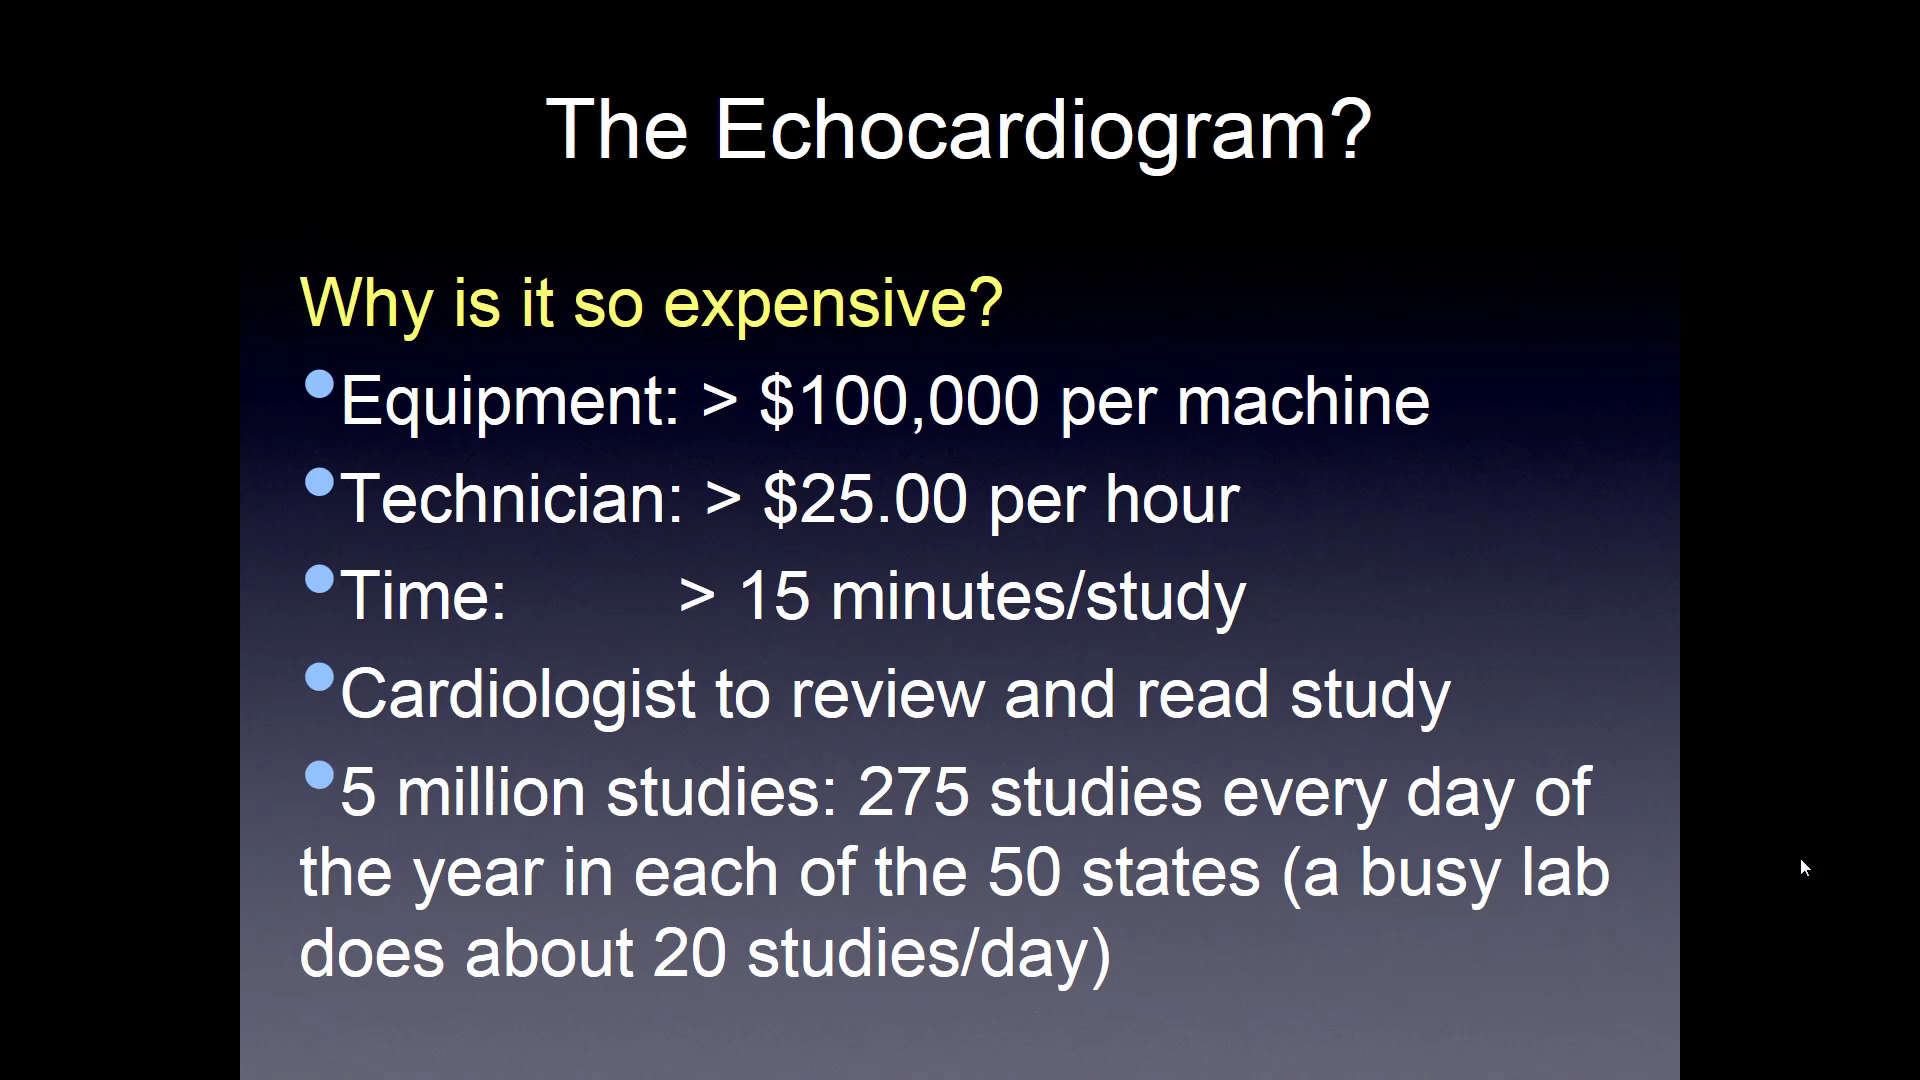 The Echocardiogram?
Why is it so expensive?
•Equipment: > $100,000 per machine
•Technician: > $25.00 per hour
•Time: > 15 minutes/study
•Cardiologist to review and read study
•5 million studies: 275 studies every day of
the year in each of the 50 states (a busy lab
does about 20 studies/day)